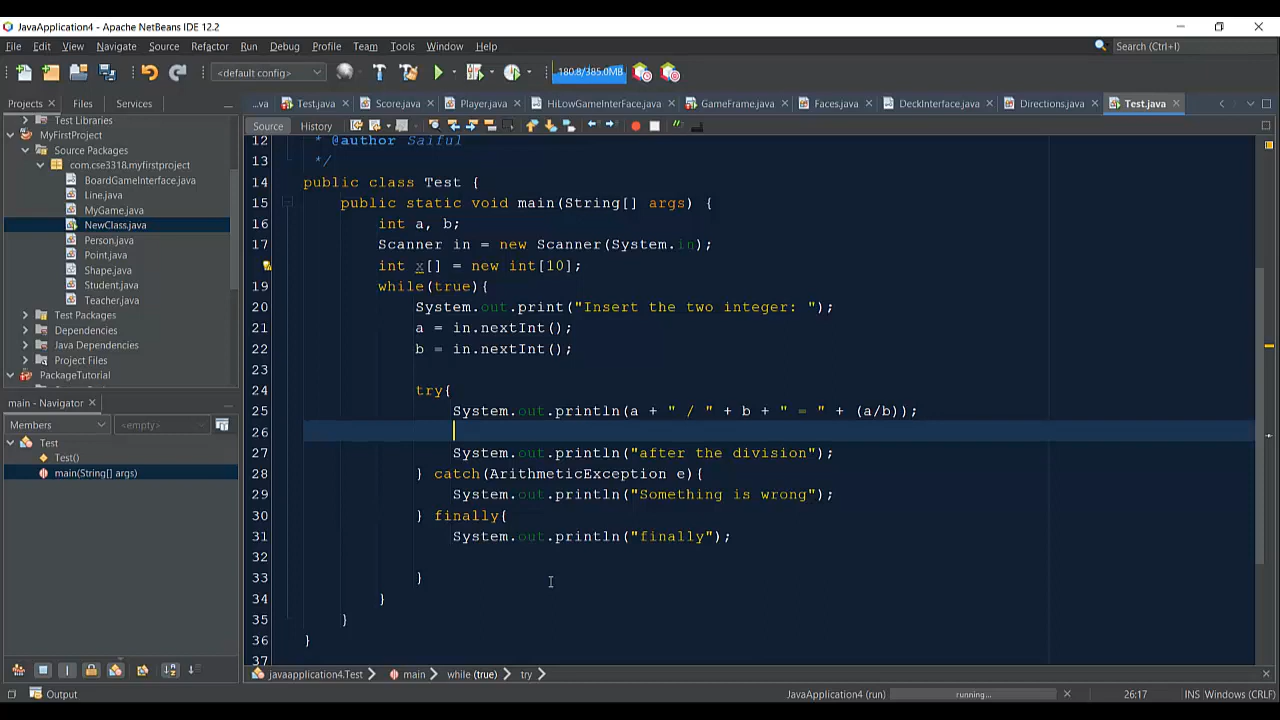 JavaApplication4 - Apache NetBeans IDE 12.2
File Edit View Navigate Source Refactor Run Debug Profile Team Tools Window Help
Search (Ctrl+I)
<default config>
180.8/385.0MB
Projects Files Services
...va Test.java Score.java Player.java HiLowGameInterFace.java GameFrame.java Faces.java DeckInterface.java Directions.java Test.java
Source History
Test Libraries
MyFirstProject
Source Packages
com.cse3318.myfirstproject
BoardGameInterface.java
Line.java
MyGame.java
NewClass.java
Person.java
Point.java
Shape.java
Student.java
Teacher.java
Test Packages
Dependencies
Java Dependencies
Project Files
PackageTutorial
main - Navigator
Members <empty>
Test
Test()
main(String[] args)
12 * @author Saiful
13 */
14 public class Test {
15 public static void main(String[] args) {
16 int a, b;
17 Scanner in = new Scanner(System.in);
18 int x[] = new int[10];
19 while(true){
20 System.out.print("Insert the two integer: ");
21 a = in.nextInt();
22 b = in.nextInt();
23
24 try{
25 System.out.println(a + " / " + b + " = " + (a/b));
26
27 System.out.println("after the division");
28 } catch(ArithmeticException e){
29 System.out.println("Something is wrong");
30 } finally{
31 System.out.println("finally");
32
33 }
34 }
35 }
36 }
37
javaapplication4.Test main while (true) try
Output
JavaApplication4 (run) running... 26:17 INS Windows (CRLF)